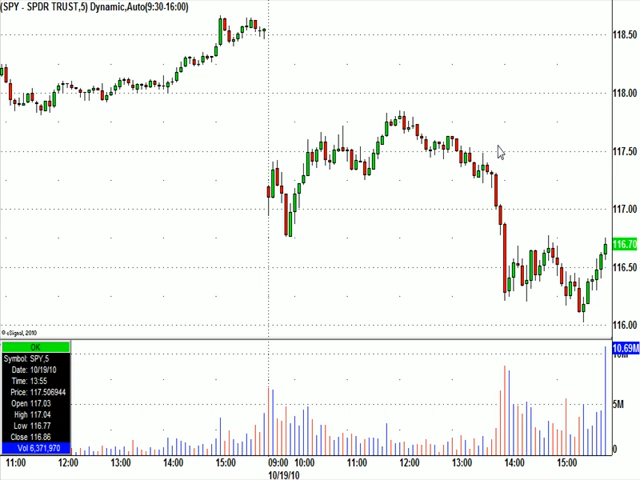 (SPY - SPDR TRUST,5) Dynamic,Auto(9:30-16:00)
118.50
118.00
117.50
117.00
116.70
116.50
116.00
© eSignal, 2010
OK
Symbol: SPY,5
Date: 10/19/10
Time: 13:55
Price: 117.506944
Open 117.03
High 117.04
Low 116.77
Close 116.86
Vol 6,371,970
10.69M
10M
5M
0
11:00 12:00 13:00 14:00 15:00 09:00 10:00 11:00 12:00 13:00 14:00 15:00
10/19/10